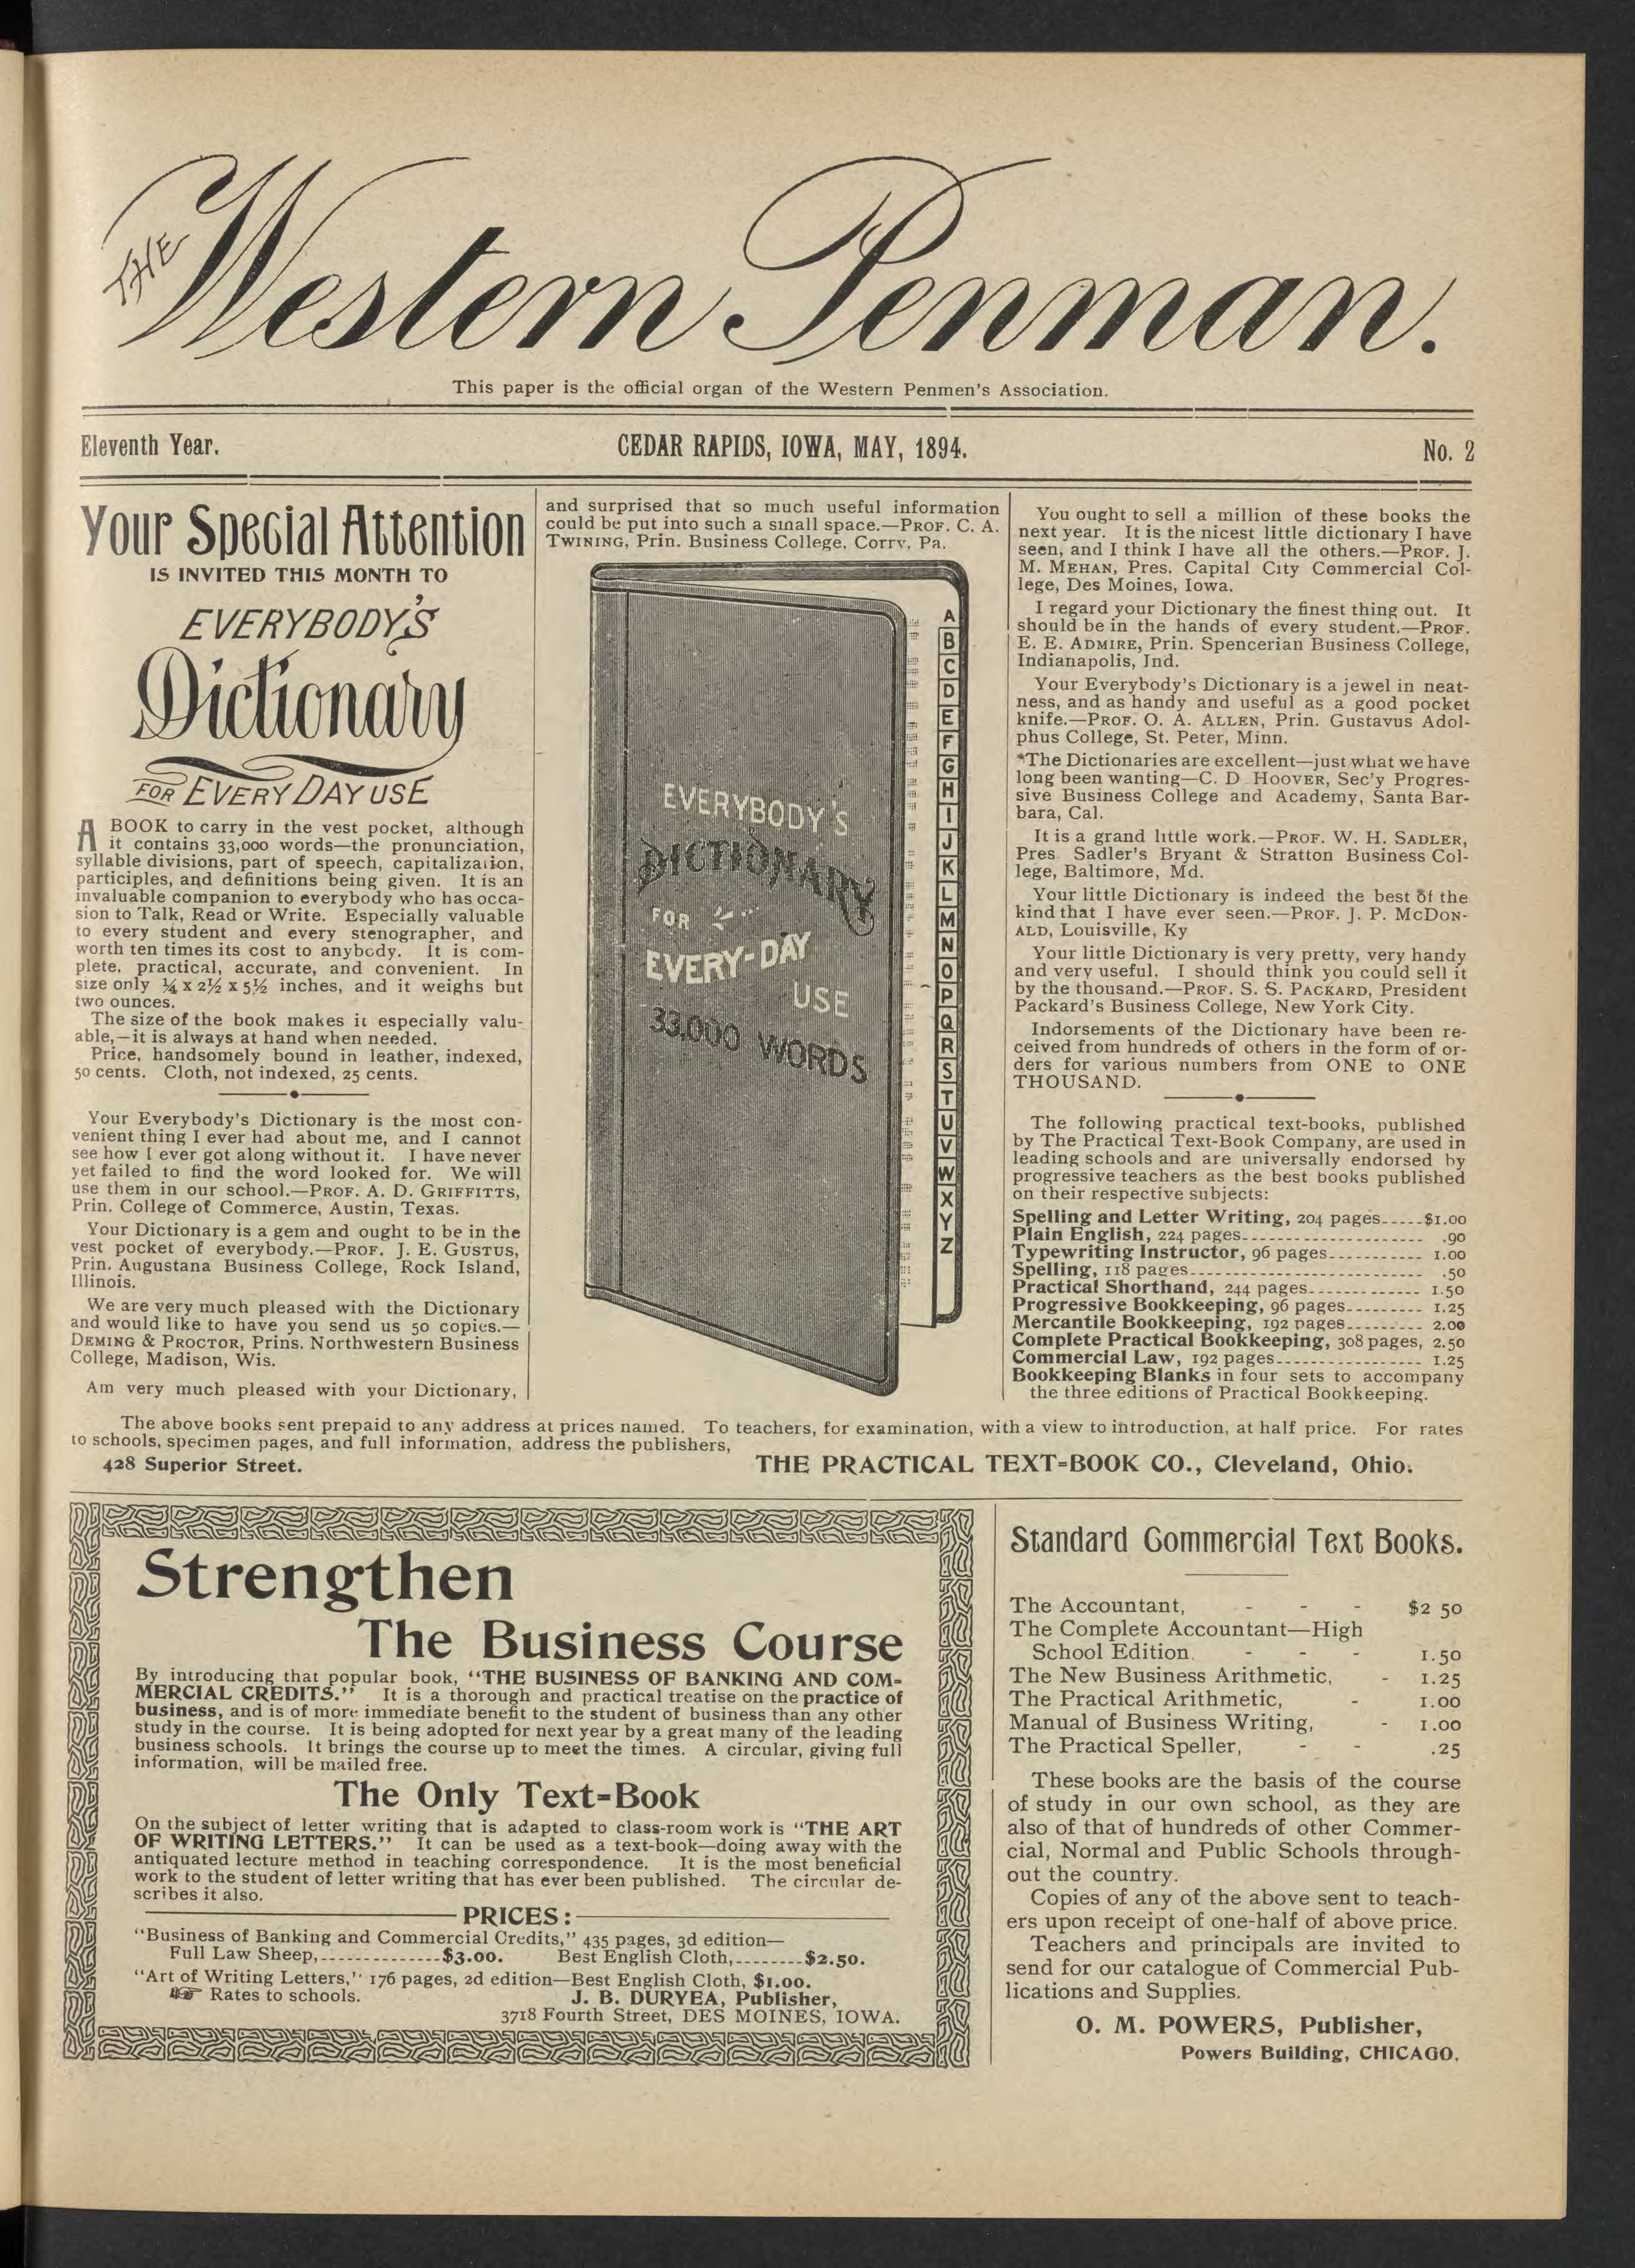 THE Western Penman.
This paper is the official organ of the Western Penmen's Association.
Eleventh Year.
CEDAR RAPIDS, IOWA, MAY, 1894.
No. 2
Your Special Attention
IS INVITED THIS MONTH TO
EVERYBODY'S
Dictionary
FOR EVERY DAY USE
A BOOK to carry in the vest pocket, although
it contains 33,000 words—the pronunciation,
syllable divisions, part of speech, capitalization,
participles, and definitions being given. It is an
invaluable companion to everybody who has occa-
sion to Talk, Read or Write. Especially valuable
to every student and every stenographer, and
worth ten times its cost to anybody. It is com-
plete, practical, accurate, and convenient. In
size only ¼ x 2½ x 5½ inches, and it weighs but
two ounces.
The size of the book makes it especially valu-
able,—it is always at hand when needed.
Price, handsomely bound in leather, indexed,
50 cents. Cloth, not indexed, 25 cents.
Your Everybody's Dictionary is the most con-
venient thing I ever had about me, and I cannot
see how I ever got along without it. I have never
yet failed to find the word looked for. We will
use them in our school.—PROF. A. D. GRIFFITTS,
Prin. College of Commerce, Austin, Texas.
Your Dictionary is a gem and ought to be in the
vest pocket of everybody.—PROF. J. E. GUSTUS,
Prin. Augustana Business College, Rock Island,
Illinois.
We are very much pleased with the Dictionary
and would like to have you send us 50 copies.—
DEMING & PROCTOR, Prins. Northwestern Business
College, Madison, Wis.
Am very much pleased with your Dictionary,
and surprised that so much useful information
could be put into such a small space.—PROF. C. A.
TWINING, Prin. Business College, Corry, Pa.
EVERYBODY'S
DICTIONARY
FOR
EVERY-DAY
USE
33,000 WORDS
A
B
C
D
E
F
G
H
I
J
K
L
M
N
O
P
Q
R
S
T
U
V
W
X
Y
Z
You ought to sell a million of these books the
next year. It is the nicest little dictionary I have
seen, and I think I have all the others.—PROF. J.
M. MEHAN, Pres. Capital City Commercial Col-
lege, Des Moines, Iowa.
I regard your Dictionary the finest thing out. It
should be in the hands of every student.—PROF.
E. E. ADMIRE, Prin. Spencerian Business College,
Indianapolis, Ind.
Your Everybody's Dictionary is a jewel in neat-
ness, and as handy and useful as a good pocket
knife.—PROF. O. A. ALLEN, Prin. Gustavus Adol-
phus College, St. Peter, Minn.
*The Dictionaries are excellent—just what we have
long been wanting—C. D HOOVER, Sec'y Progres-
sive Business College and Academy, Santa Bar-
bara, Cal.
It is a grand little work.—PROF. W. H. SADLER,
Pres. Sadler's Bryant & Stratton Business Col-
lege, Baltimore, Md.
Your little Dictionary is indeed the best of the
kind that I have ever seen.—PROF. J. P. MCDON-
ALD, Louisville, Ky
Your little Dictionary is very pretty, very handy
and very useful. I should think you could sell it
by the thousand.—PROF. S. S. PACKARD, President
Packard's Business College, New York City.
Indorsements of the Dictionary have been re-
ceived from hundreds of others in the form of or-
ders for various numbers from ONE to ONE
THOUSAND.
The following practical text-books, published
by The Practical Text-Book Company, are used in
leading schools and are universally endorsed by
progressive teachers as the best books published
on their respective subjects:
Spelling and Letter Writing, 204 pages.....$1.00
Plain English, 224 pages..................... .90
Typewriting Instructor, 96 pages........... 1.00
Spelling, 118 pages........................... .50
Practical Shorthand, 244 pages............. 1.50
Progressive Bookkeeping, 96 pages......... 1.25
Mercantile Bookkeeping, 192 pages......... 2.00
Complete Practical Bookkeeping, 308 pages, 2.50
Commercial Law, 192 pages................. 1.25
Bookkeeping Blanks in four sets to accompany
the three editions of Practical Bookkeeping.
The above books sent prepaid to any address at prices named. To teachers, for examination, with a view to introduction, at half price. For rates
to schools, specimen pages, and full information, address the publishers,
428 Superior Street.
THE PRACTICAL TEXT-BOOK CO., Cleveland, Ohio.
Strengthen
The Business Course
By introducing that popular book, "THE BUSINESS OF BANKING AND COM-
MERCIAL CREDITS." It is a thorough and practical treatise on the practice of
business, and is of more immediate benefit to the student of business than any other
study in the course. It is being adopted for next year by a great many of the leading
business schools. It brings the course up to meet the times. A circular, giving full
information, will be mailed free.
The Only Text-Book
On the subject of letter writing that is adapted to class-room work is "THE ART
OF WRITING LETTERS." It can be used as a text-book—doing away with the
antiquated lecture method in teaching correspondence. It is the most beneficial
work to the student of letter writing that has ever been published. The circular de-
scribes it also.
PRICES:
"Business of Banking and Commercial Credits," 435 pages, 3d edition—
Full Law Sheep,..............$3.00. Best English Cloth,........$2.50.
"Art of Writing Letters," 176 pages, 2d edition—Best English Cloth, $1.00.
☞ Rates to schools.
J. B. DURYEA, Publisher,
3718 Fourth Street, DES MOINES, IOWA.
Standard Commercial Text Books.
The Accountant, - - - $2 50
The Complete Accountant—High
School Edition. - - - 1.50
The New Business Arithmetic, - 1.25
The Practical Arithmetic, - 1.00
Manual of Business Writing, - 1.00
The Practical Speller, - - .25
These books are the basis of the course
of study in our own school, as they are
also of that of hundreds of other Commer-
cial, Normal and Public Schools through-
out the country.
Copies of any of the above sent to teach-
ers upon receipt of one-half of above price.
Teachers and principals are invited to
send for our catalogue of Commercial Pub-
lications and Supplies.
O. M. POWERS, Publisher,
Powers Building, CHICAGO.